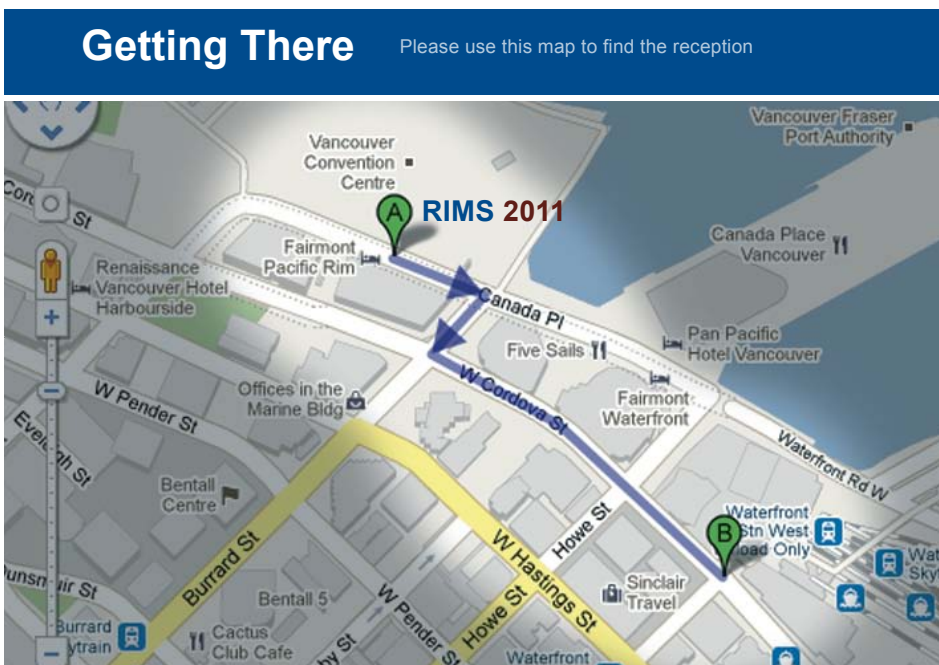 Getting There
Please use this map to find the reception
Vancouver Fraser
Port Authority
Vancouver
Convention
Centre
A
RIMS 2011
St
Canada Place
Vancouver
Fairmont
Pacific Rim
Renaissance
Vancouver Hotel
Harbourside
Canada Pl
Pan Pacific
Hotel Vancouver
Five Sails
W Cordova St
Offices in the
Marine Bldg
W Pender St
Fairmont
Waterfront
Waterfront Rd W
St
Bentall
Centre
Waterfront
Stn West
B
Only
Howe St
W Hastings St
Burrard St
Sinclair
Travel
St
Bentall 5
W Pender St
Howe St
Burrard
Cactus
Club Cafe
St
Waterfront